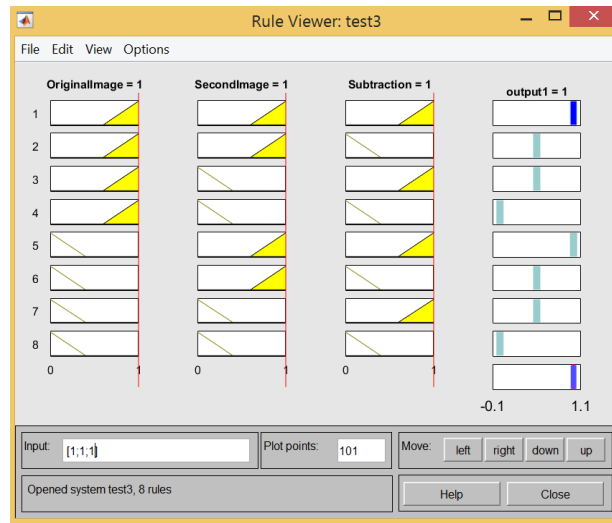 Rule Viewer: test3
File Edit View Options
OriginalImage = 1 SecondImage = 1 Subtraction = 1 output1 = 1
1
2
3
4
5
6
7
8
0 1 0 1 0 1
-0.1 1.1
Input: [1;1;1] Plot points: 101 Move: left right down up
Opened system test3, 8 rules Help Close